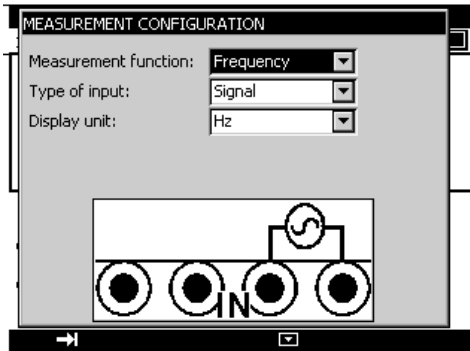 MEASUREMENT CONFIGURATION
Measurement function: Frequency
Type of input: Signal
Display unit: Hz
IN